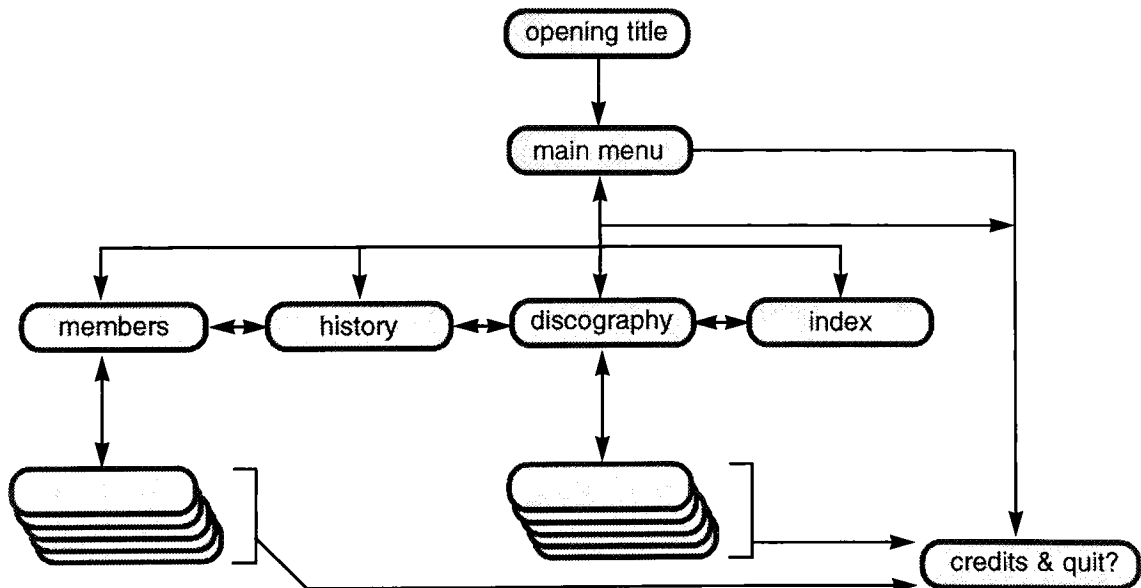 opening title
main menu
members
history
discography
index
credits & quit?